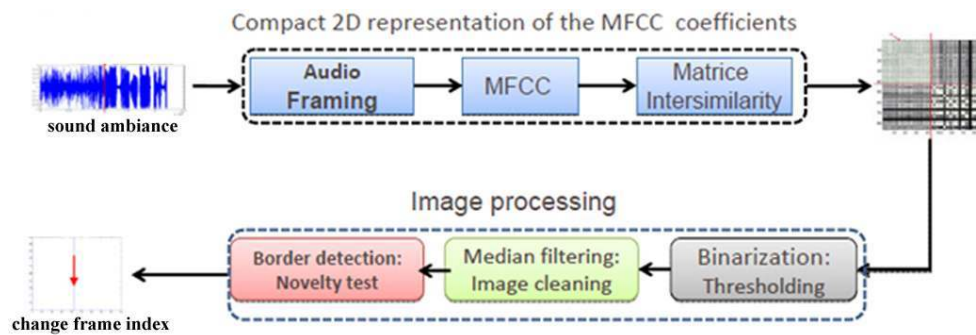 Compact 2D representation of the MFCC coefficients
sound ambiance
Audio
Framing
MFCC
Matrice
Intersimilarity
Image processing
Border detection:
Novelty test
Median filtering:
Image cleaning
Binarization:
Thresholding
change frame index